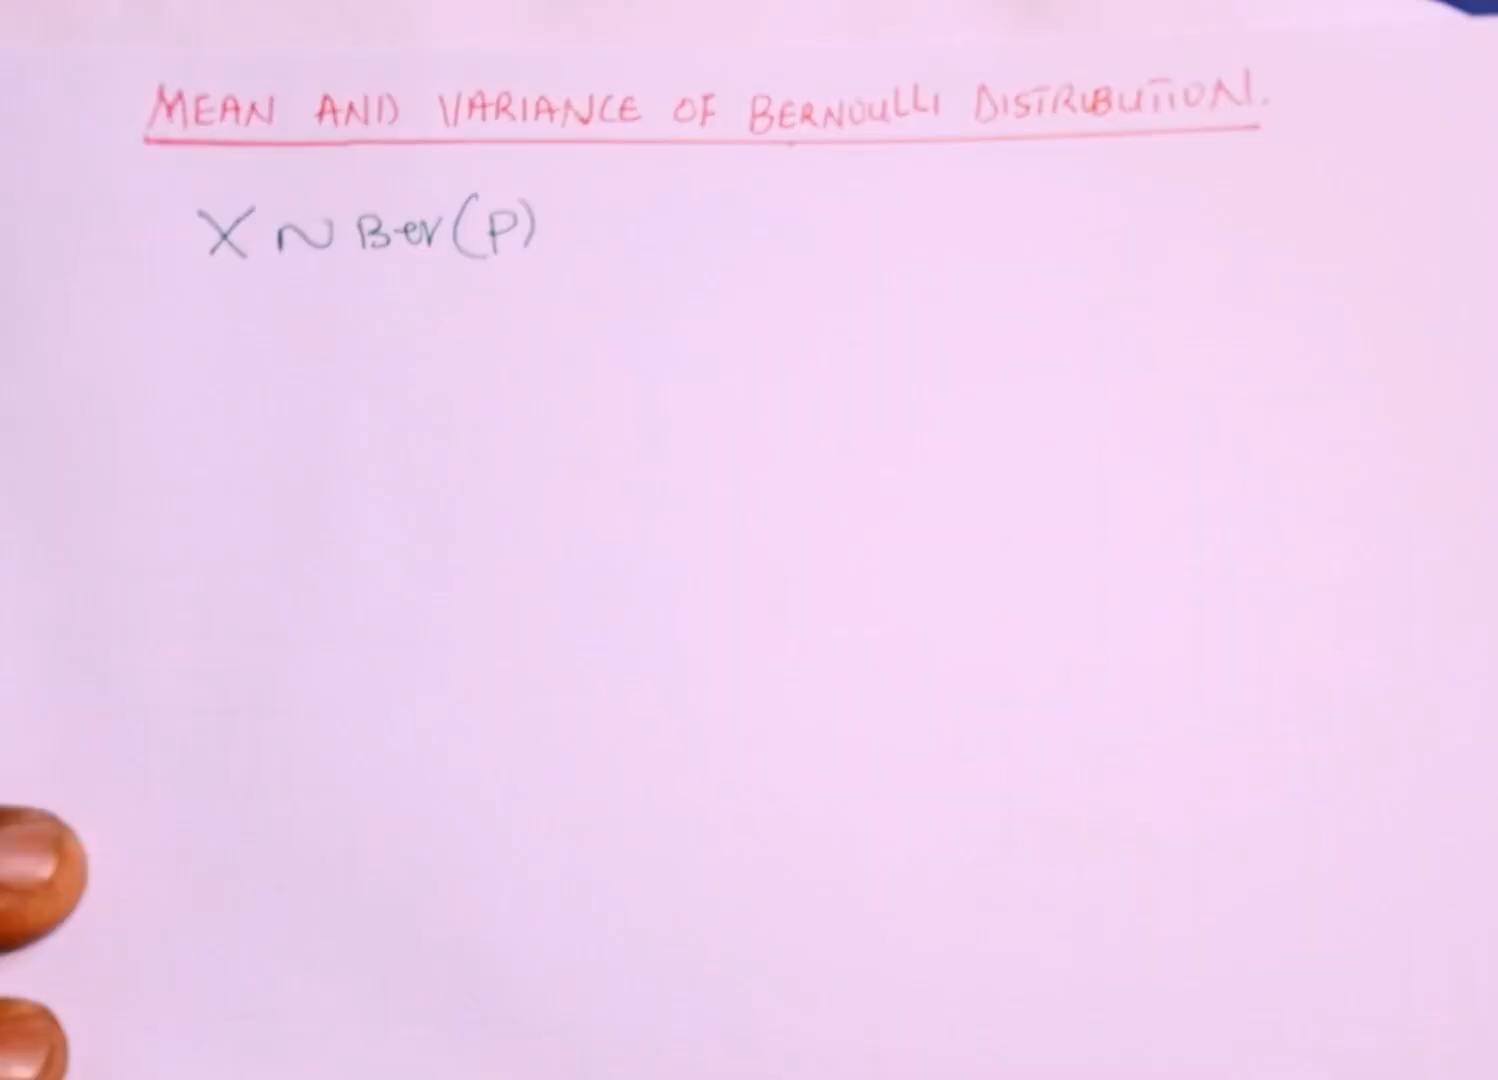 MEAN AND VARIANCE OF BERNOULLI DISTRIBUTION.
X ~ Ber(P)